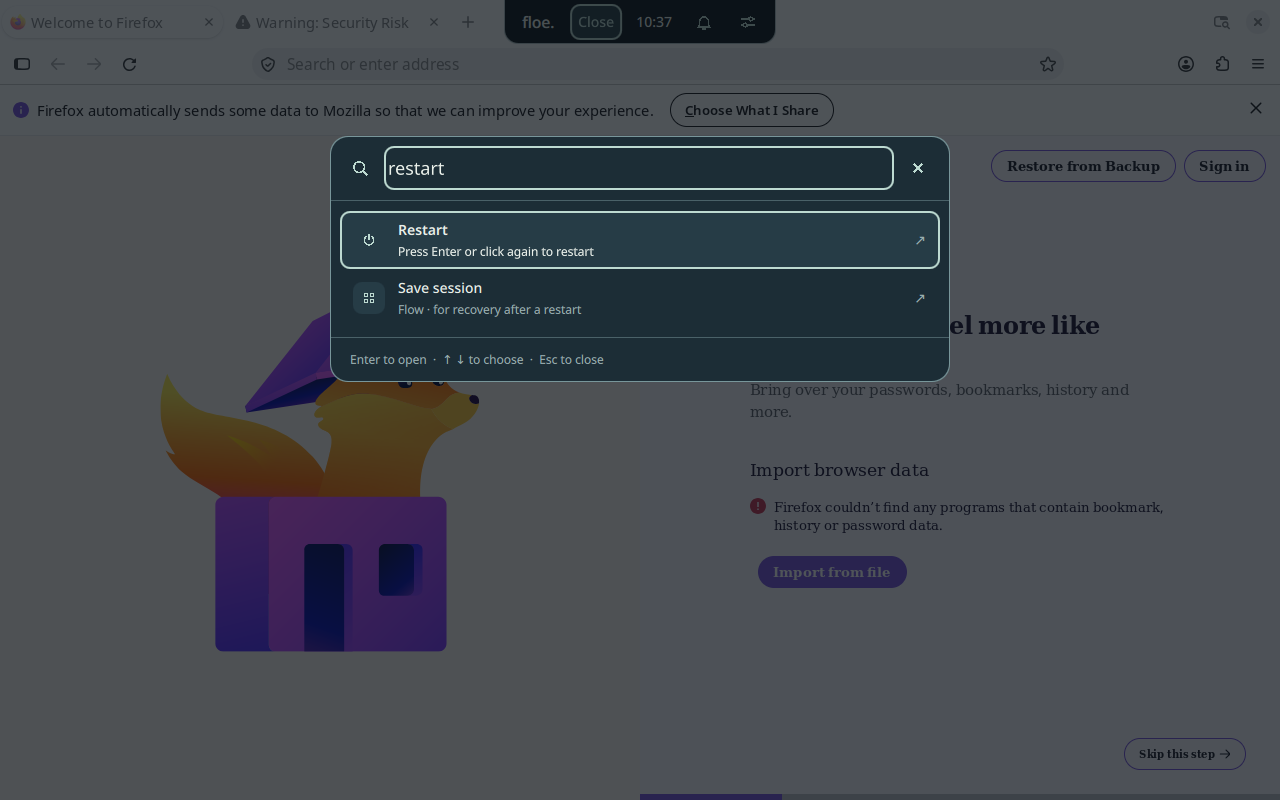 Welcome to Firefox
Warning: Security Risk
floe.
Close
10:37
Search or enter address
Firefox automatically sends some data to Mozilla so that we can improve your experience.
Choose What I Share
restart
Restore from Backup
Sign in
Restart
Press Enter or click again to restart
Save session
Flow · for recovery after a restart
Enter to open · ↑ ↓ to choose · Esc to close
el more like
Bring over your passwords, bookmarks, history and
more.
Import browser data
Firefox couldn’t find any programs that contain bookmark,
history or password data.
Import from file
Skip this step →